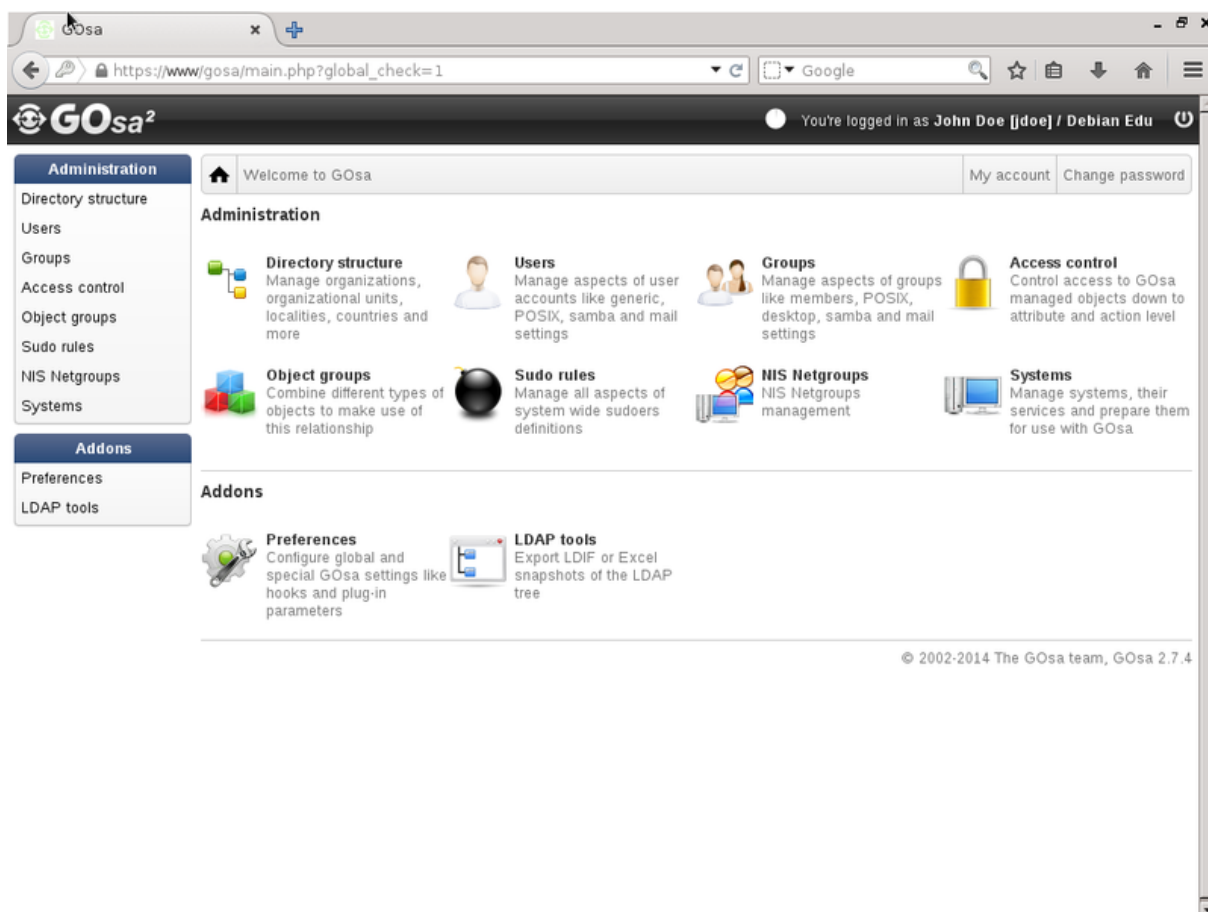 GOsa
https://www/gosa/main.php?global_check=1
Google
GOsa²
You're logged in as John Doe [jdoe] / Debian Edu
Administration
Directory structure
Users
Groups
Access control
Object groups
Sudo rules
NIS Netgroups
Systems
Addons
Preferences
LDAP tools
Welcome to GOsa
My account
Change password
Administration
Directory structure
Manage organizations,
organizational units,
localities, countries and
more
Users
Manage aspects of user
accounts like generic,
POSIX, samba and mail
settings
Groups
Manage aspects of groups
like members, POSIX,
desktop, samba and mail
settings
Access control
Control access to GOsa
managed objects down to
attribute and action level
Object groups
Combine different types of
objects to make use of
this relationship
Sudo rules
Manage all aspects of
system wide sudoers
definitions
NIS Netgroups
NIS Netgroups
management
Systems
Manage systems, their
services and prepare them
for use with GOsa
Addons
Preferences
Configure global and
special GOsa settings like
hooks and plug-in
parameters
LDAP tools
Export LDIF or Excel
snapshots of the LDAP
tree
© 2002-2014 The GOsa team, GOsa 2.7.4